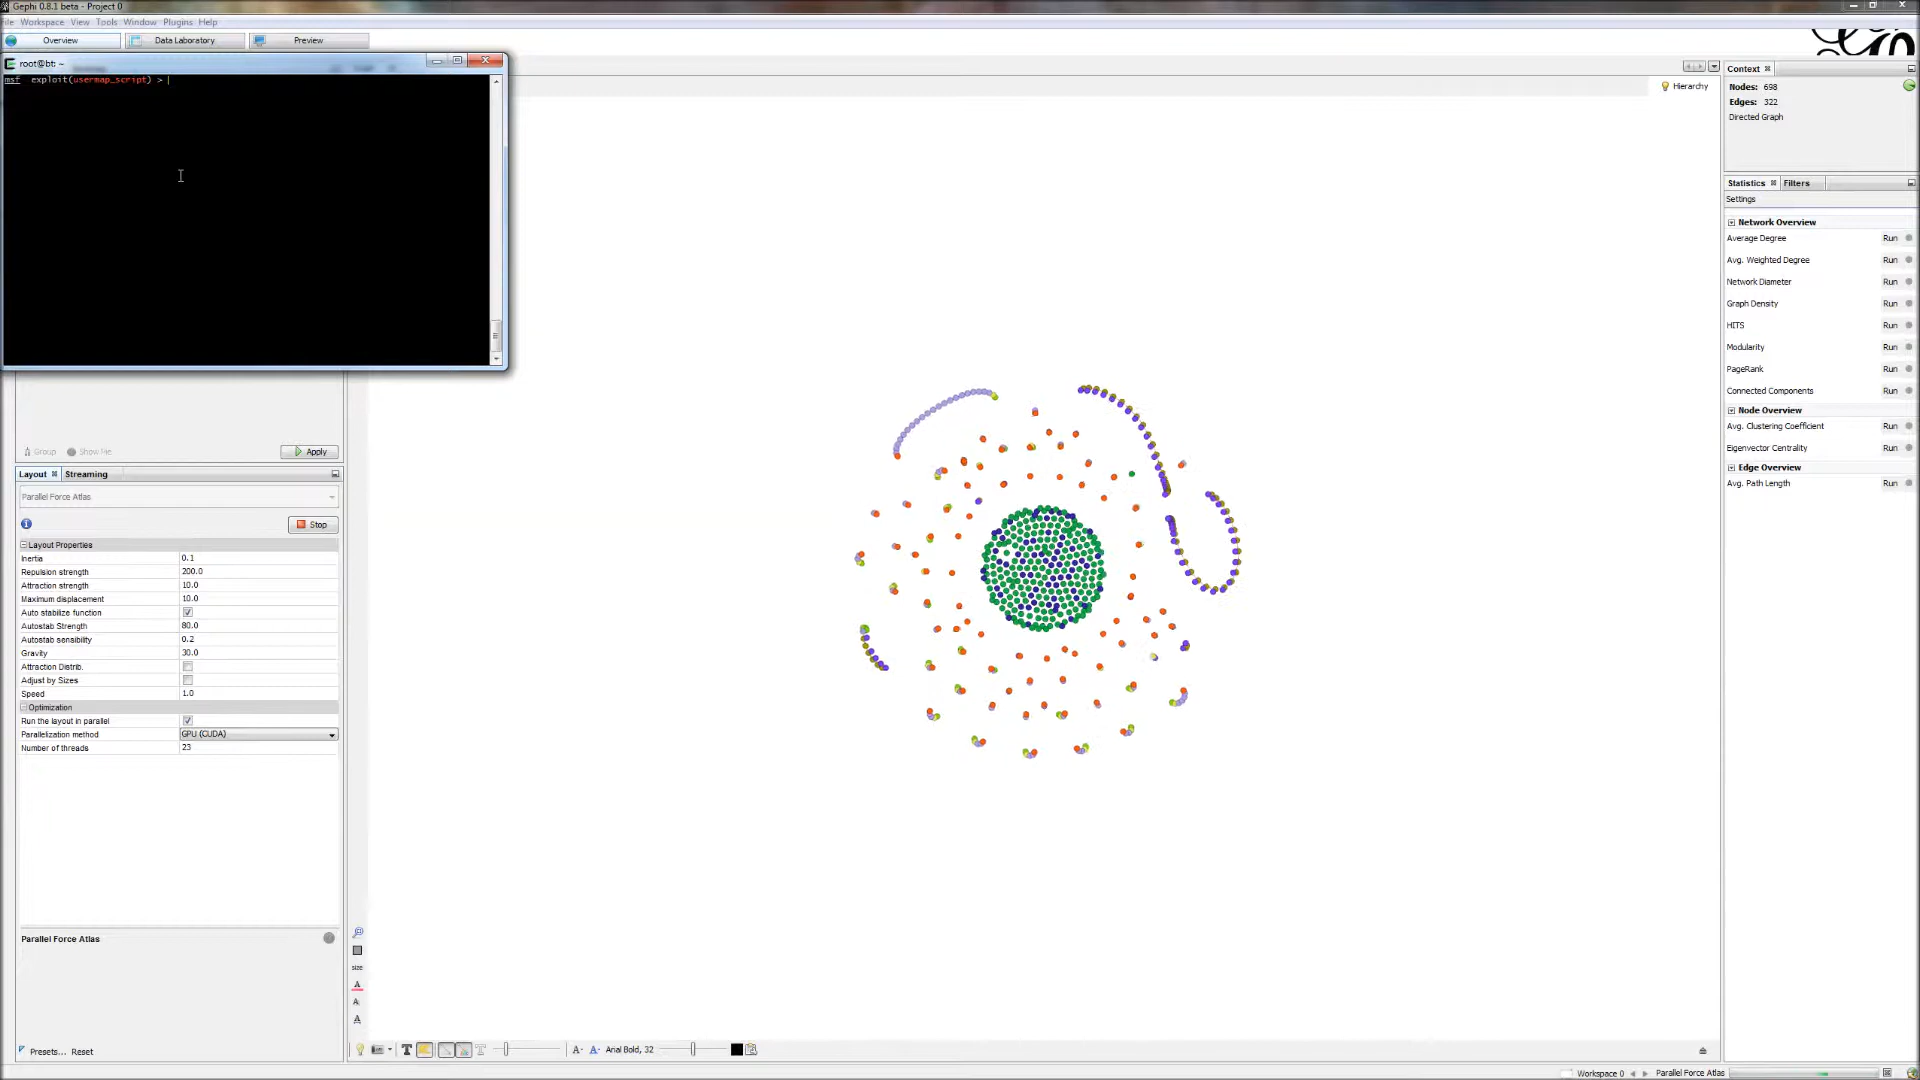 Gephi 0.8.1 beta - Project 0
File Workspace View Tools Window Plugins Help
Overview Data Laboratory Preview
root@bt: ~
msf exploit(usermap_script) >
Hierarchy
Context
Nodes: 698
Edges: 322
Directed Graph
Statistics Filters
Settings
Network Overview
Average Degree Run
Avg. Weighted Degree Run
Network Diameter Run
Graph Density Run
HITS Run
Modularity Run
PageRank Run
Connected Components Run
Node Overview
Avg. Clustering Coefficient Run
Eigenvector Centrality Run
Edge Overview
Avg. Path Length Run
Group Show Me Apply
Layout Streaming
Parallel Force Atlas
Stop
Layout Properties
Inertia 0.1
Repulsion strength 200.0
Attraction strength 10.0
Maximum displacement 10.0
Auto stabilize function
Autostab Strength 80.0
Autostab sensibility 0.2
Gravity 30.0
Attraction Distrib.
Adjust by Sizes
Speed 1.0
Optimization
Run the layout in parallel
Parallelization method GPU (CUDA)
Number of threads 23
Parallel Force Atlas
size
A
A
A
Presets... Reset
T T A- A- Arial Bold, 32
Workspace 0 Parallel Force Atlas